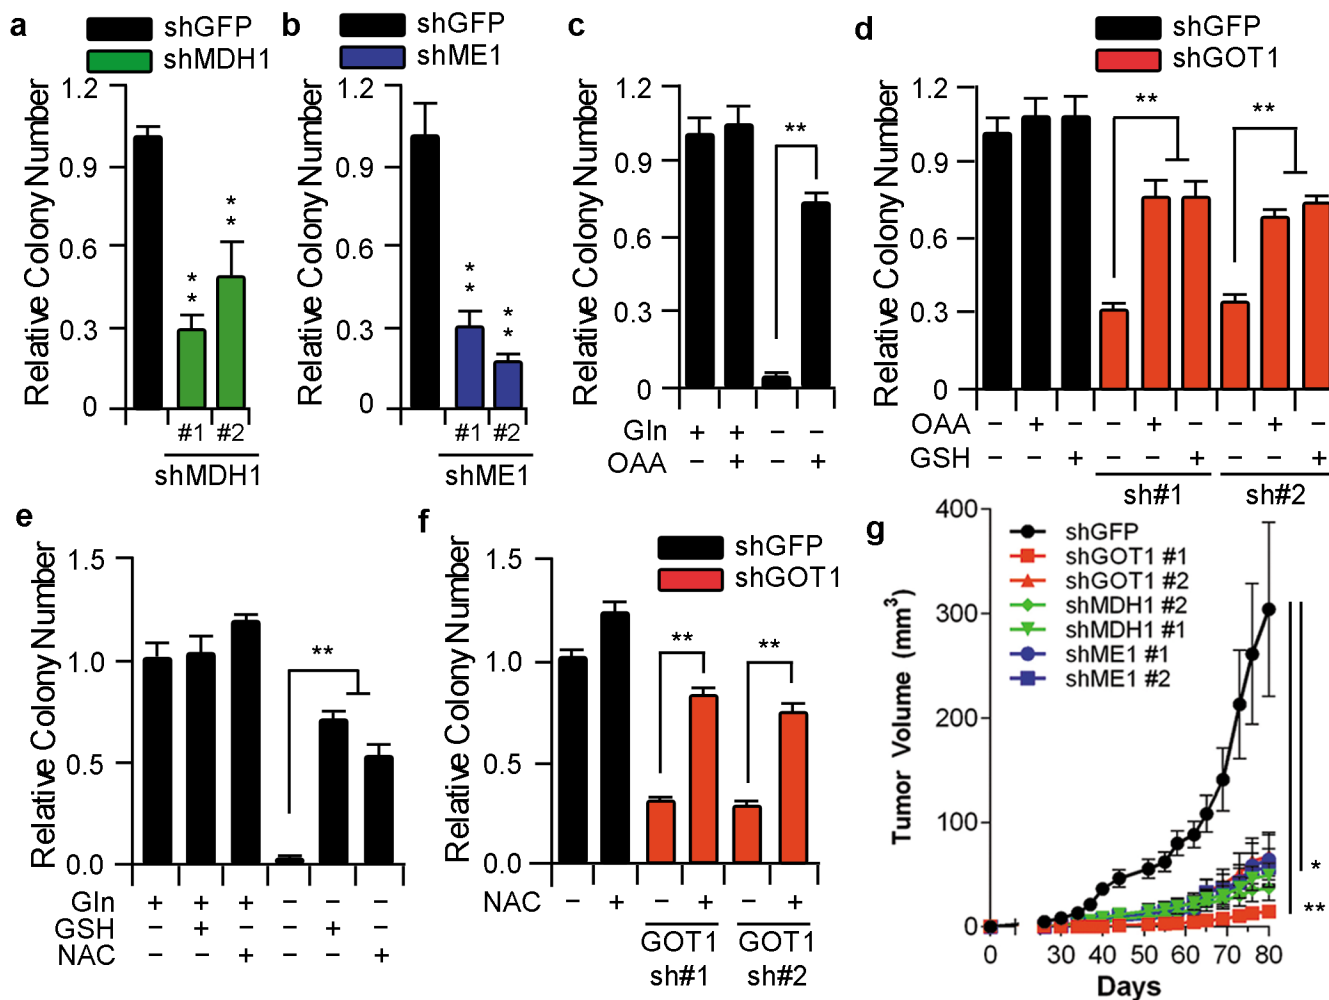 a
shGFP
shMDH1
Relative Colony Number
1.2
0.9
0.6
0.3
0
* *
* *
#1 #2
shMDH1
b
shGFP
shME1
Relative Colony Number
1.2
0.9
0.6
0.3
0
* *
* *
#1 #2
shME1
c
Relative Colony Number
1.2
0.9
0.6
0.3
0
**
Gln + + − −
OAA − + − +
d
shGFP
shGOT1
Relative Colony Number
1.2
0.9
0.6
0.3
0
** **
OAA − + − − + − − + −
GSH − − + − − + − − +
sh#1 sh#2
e
Relative Colony Number
1.5
1.0
0.5
0.0
**
Gln + + + − − −
GSH − + − − + −
NAC − − + − − +
f
shGFP
shGOT1
Relative Colony Number
1.5
1.0
0.5
0.0
** **
NAC − + − + − +
GOT1 GOT1
sh#1 sh#2
g
shGFP
shGOT1 #1
shGOT1 #2
shMDH1 #2
shMDH1 #1
shME1 #1
shME1 #2
Tumor Volume (mm³)
400
300
200
100
0
*
**
0 30 40 50 60 70 80
Days